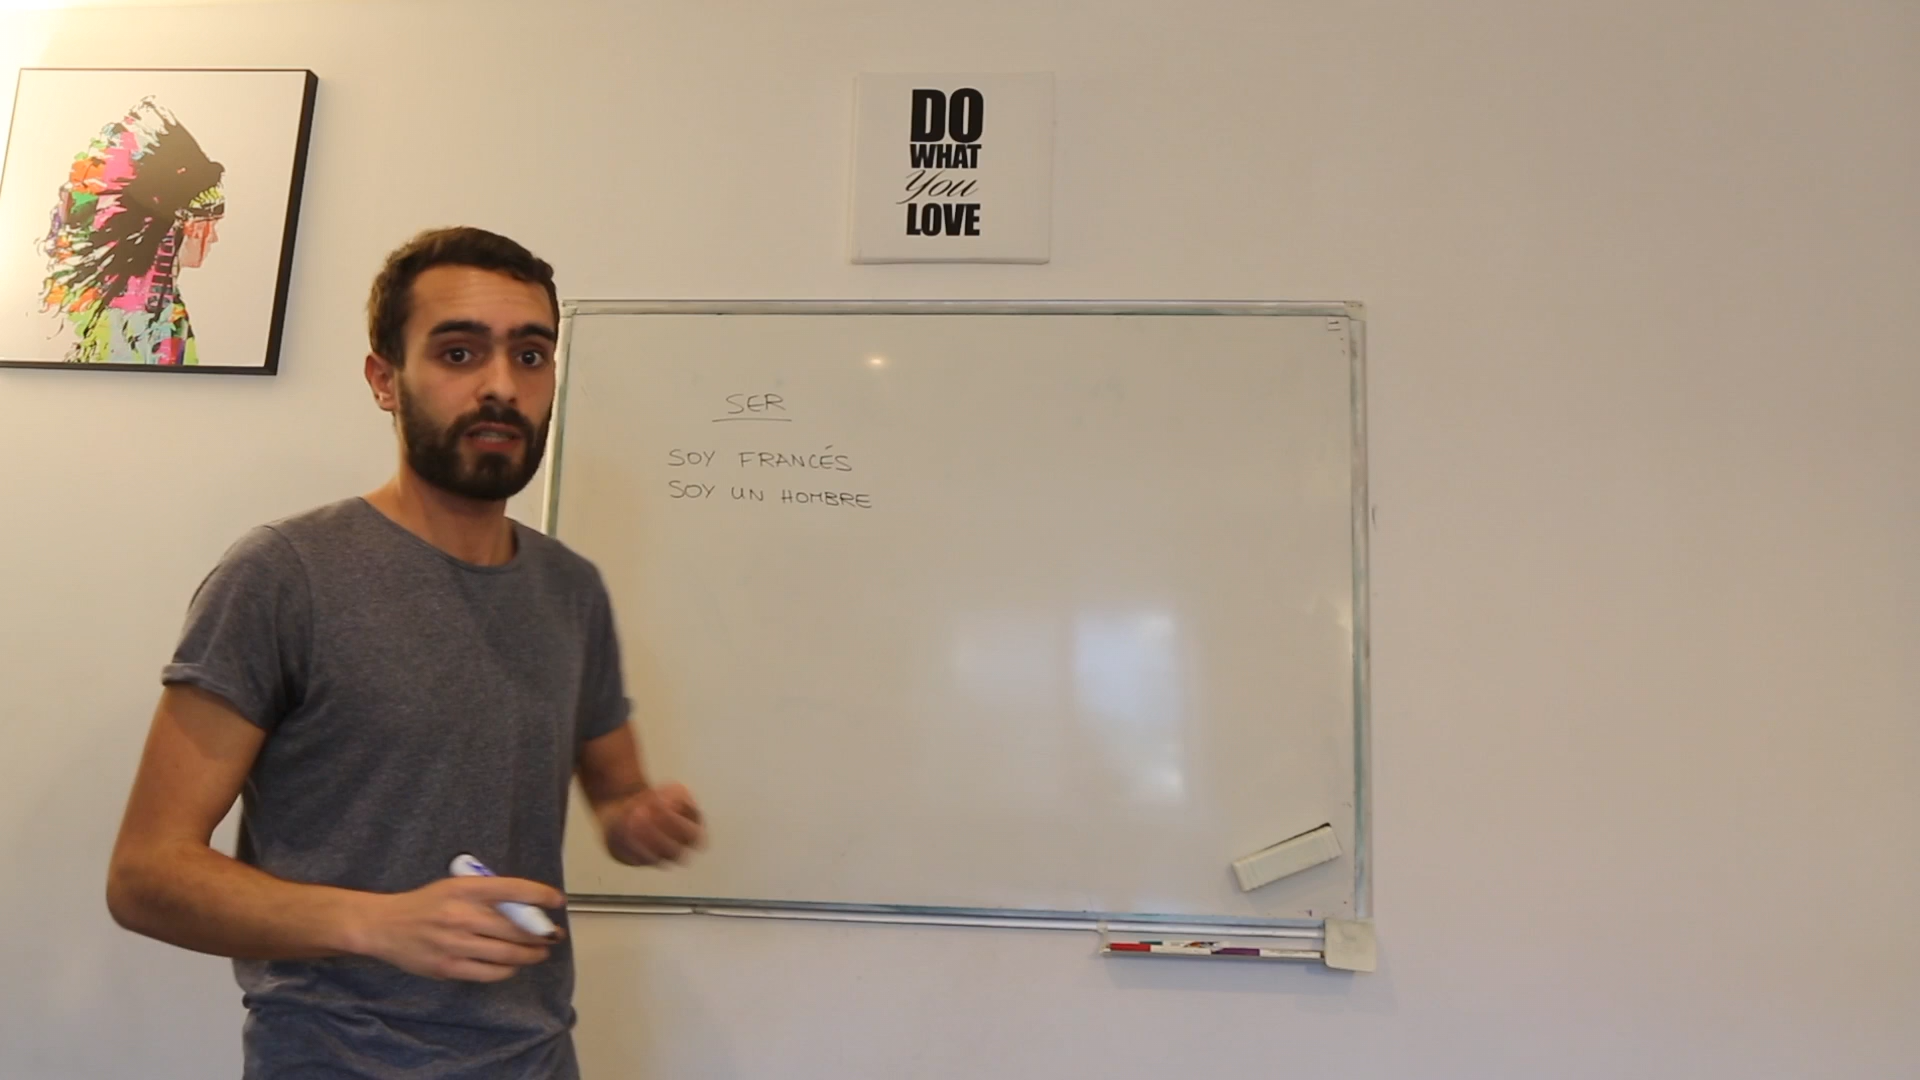 DO
WHAT
You
LOVE
SER
SOY FRANCÉS
SOY UN HOMBRE